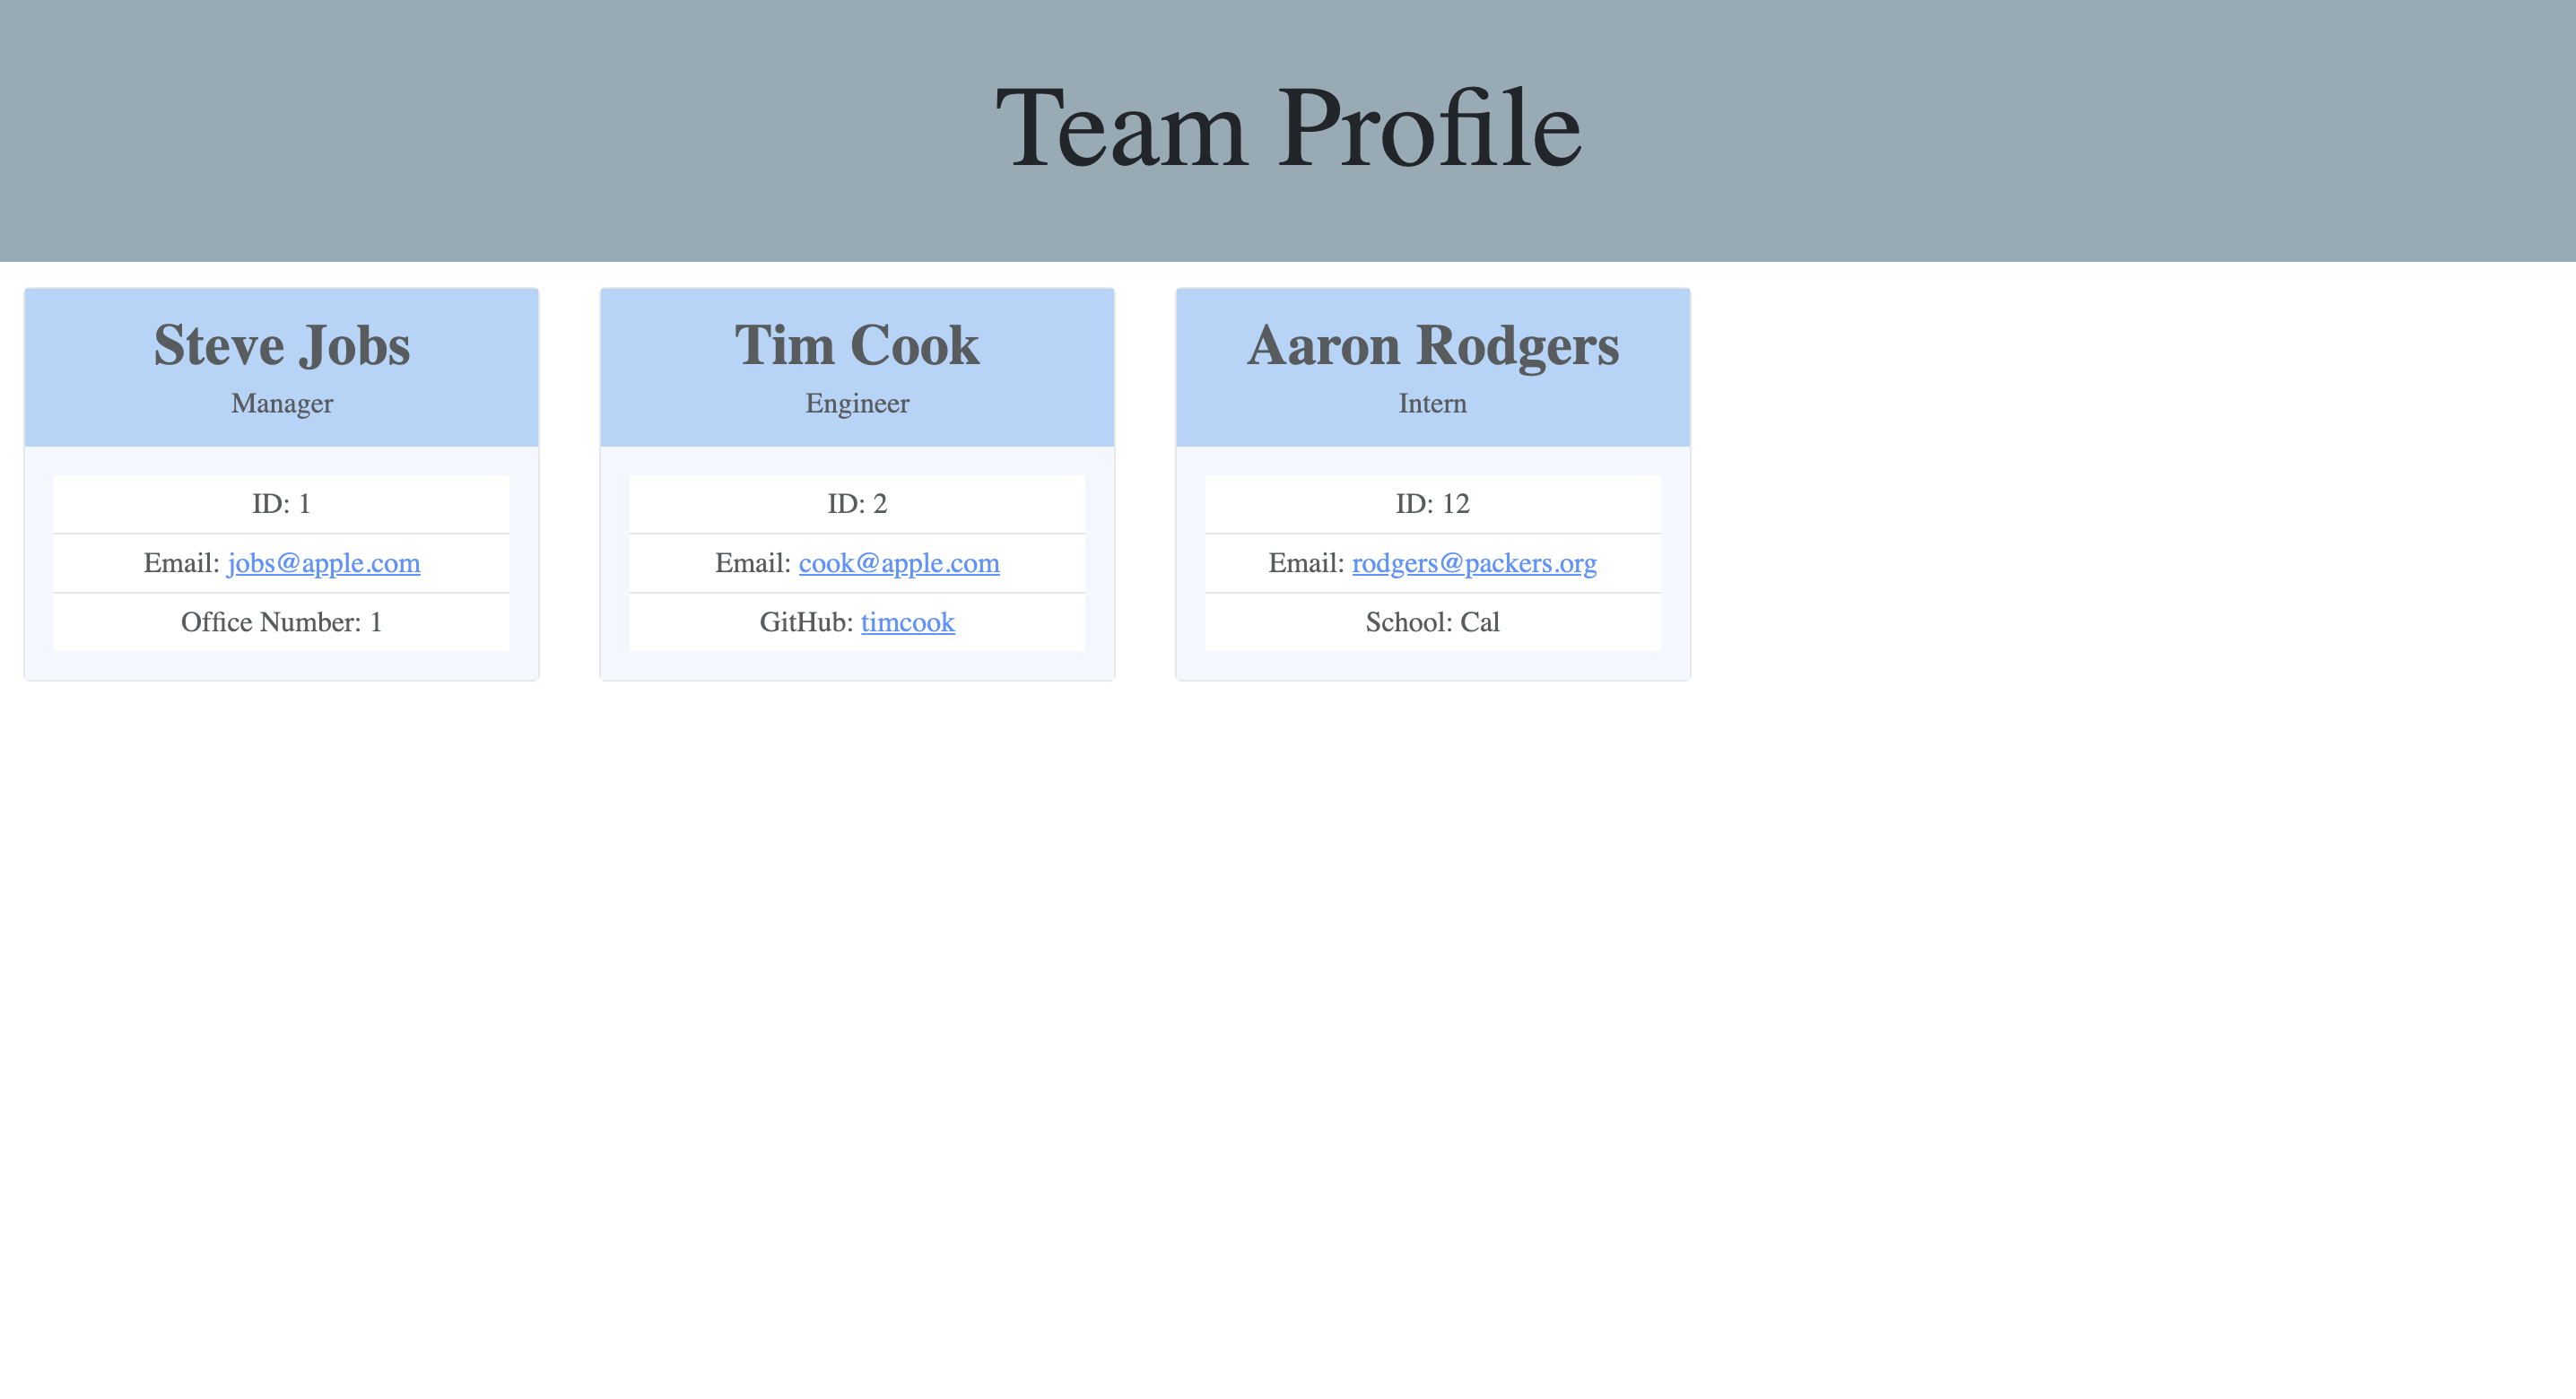 Team Profile
Steve Jobs
Manager
ID: 1
Email: jobs@apple.com
Office Number: 1
Tim Cook
Engineer
ID: 2
Email: cook@apple.com
GitHub: timcook
Aaron Rodgers
Intern
ID: 12
Email: rodgers@packers.org
School: Cal